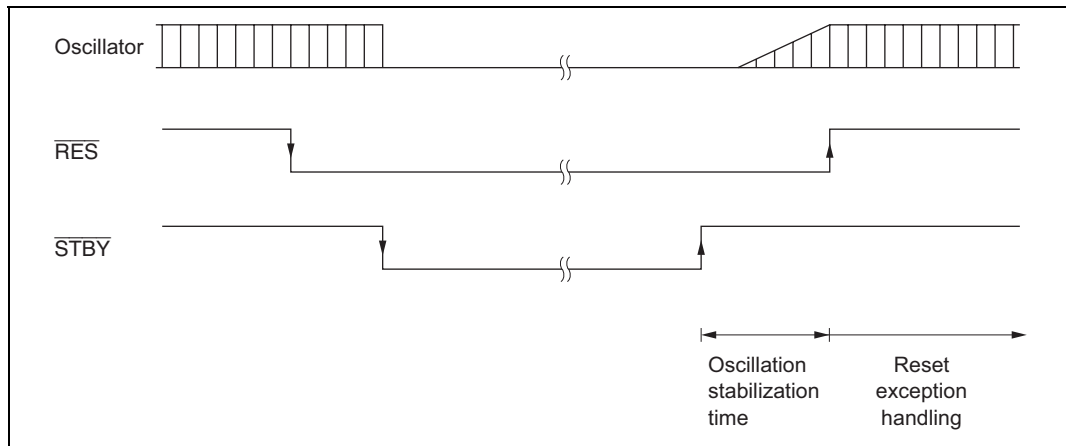 Oscillator
RES
STBY
Oscillation
stabilization
time
Reset
exception
handling